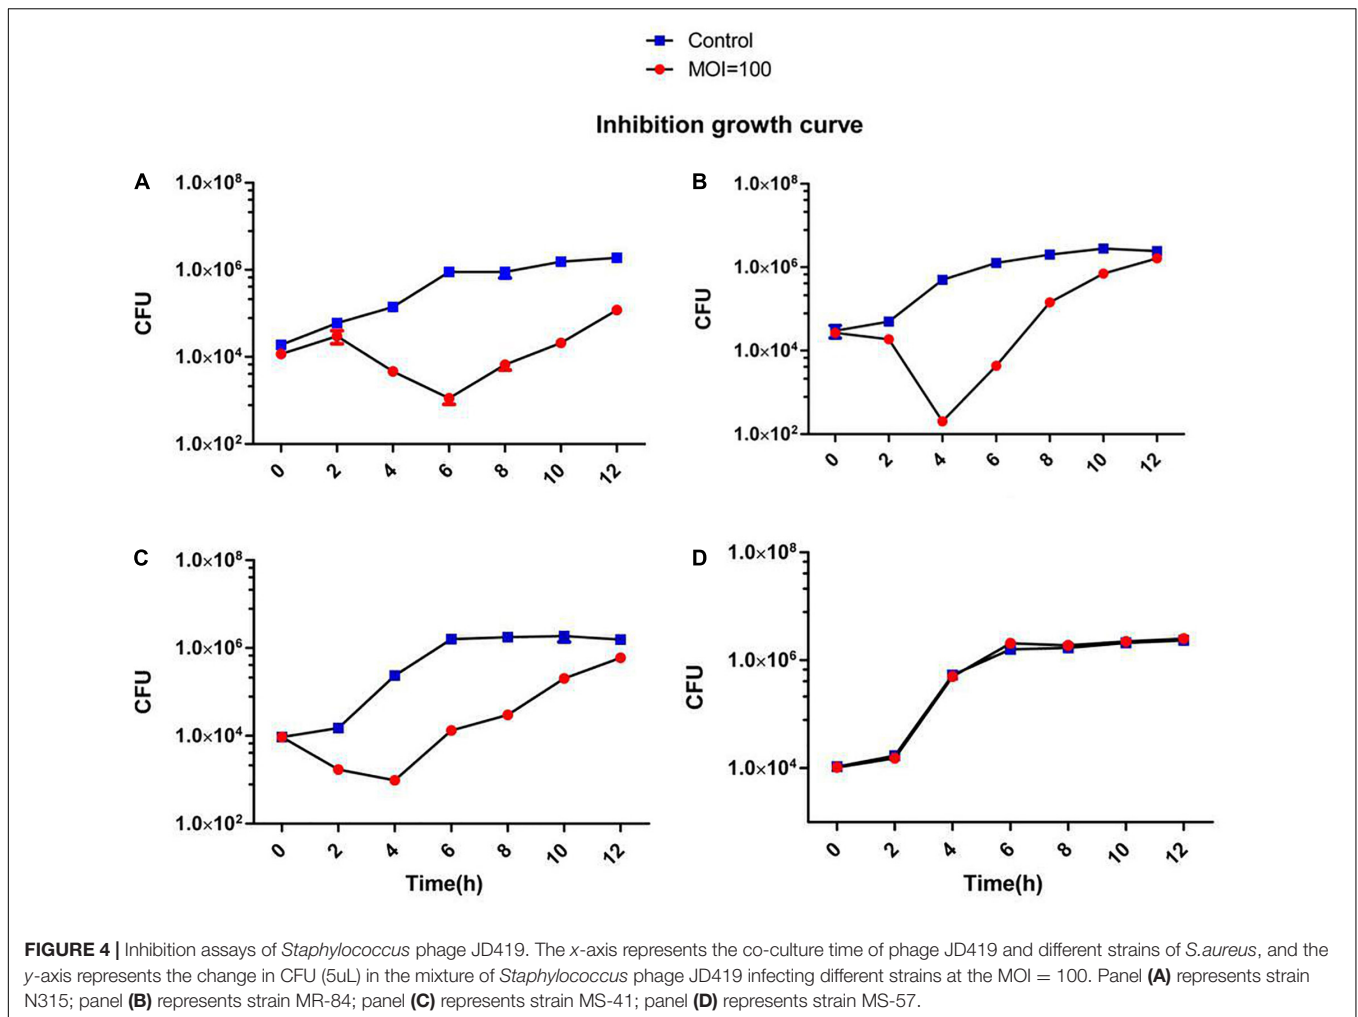 Control
MOI=100
Inhibition growth curve
A
1.0×10⁸
1.0×10⁶
1.0×10⁴
1.0×10²
CFU
0 2 4 6 8 10 12
B
1.0×10⁸
1.0×10⁶
1.0×10⁴
1.0×10²
CFU
0 2 4 6 8 10 12
C
1.0×10⁸
1.0×10⁶
1.0×10⁴
1.0×10²
CFU
0 2 4 6 8 10 12
Time(h)
D
1.0×10⁸
1.0×10⁶
1.0×10⁴
CFU
0 2 4 6 8 10 12
Time(h)
FIGURE 4 | Inhibition assays of Staphylococcus phage JD419. The x-axis represents the co-culture time of phage JD419 and different strains of S.aureus, and the
y-axis represents the change in CFU (5uL) in the mixture of Staphylococcus phage JD419 infecting different strains at the MOI = 100. Panel (A) represents strain
N315; panel (B) represents strain MR-84; panel (C) represents strain MS-41; panel (D) represents strain MS-57.